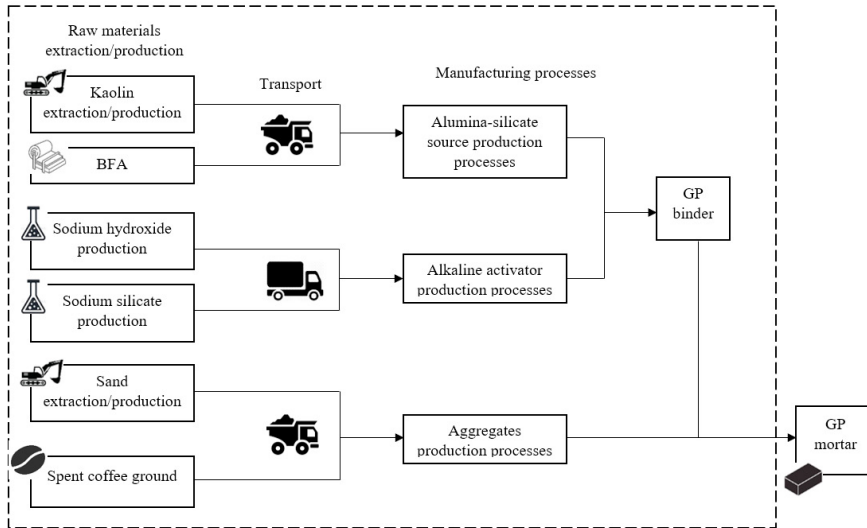 Raw materials
extraction/production
Kaolin
extraction/production
BFA
Sodium hydroxide
production
Sodium silicate
production
Sand
extraction/production
Spent coffee ground
Transport
Manufacturing processes
Alumina-silicate
source production
processes
Alkaline activator
production processes
Aggregates
production processes
GP
binder
GP
mortar